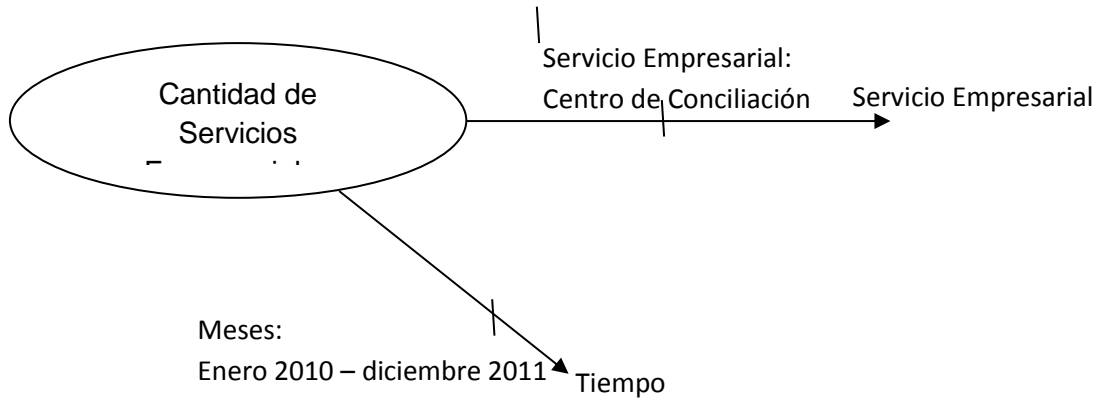 Servicio Empresarial:
Centro de Conciliación
Servicio Empresarial
Cantidad de
Servicios
Meses:
Enero 2010 – diciembre 2011
Tiempo